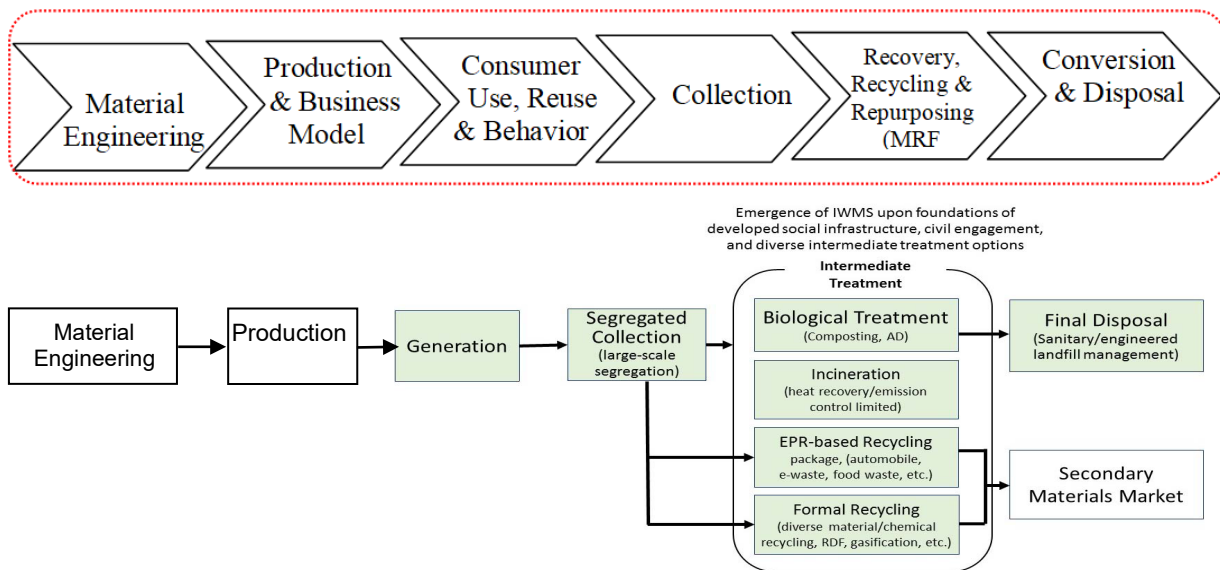 Material
Engineering
Production
& Business
Model
Consumer
Use, Reuse
& Behavior
Collection
Recovery,
Recycling &
Repurposing
(MRF
Conversion
& Disposal
Emergence of IWMS upon foundations of
developed social infrastructure, civil engagement,
and diverse intermediate treatment options
Material
Engineering
Production
Generation
Segregated
Collection
(large-scale
segregation)
Intermediate
Treatment
Biological Treatment
(Composting, AD)
Incineration
(heat recovery/emission
control limited)
EPR-based Recycling
package, (automobile,
e-waste, food waste, etc.)
Formal Recycling
(diverse material/chemical
recycling, RDF, gasification, etc.)
Final Disposal
(Sanitary/engineered
landfill management)
Secondary
Materials Market